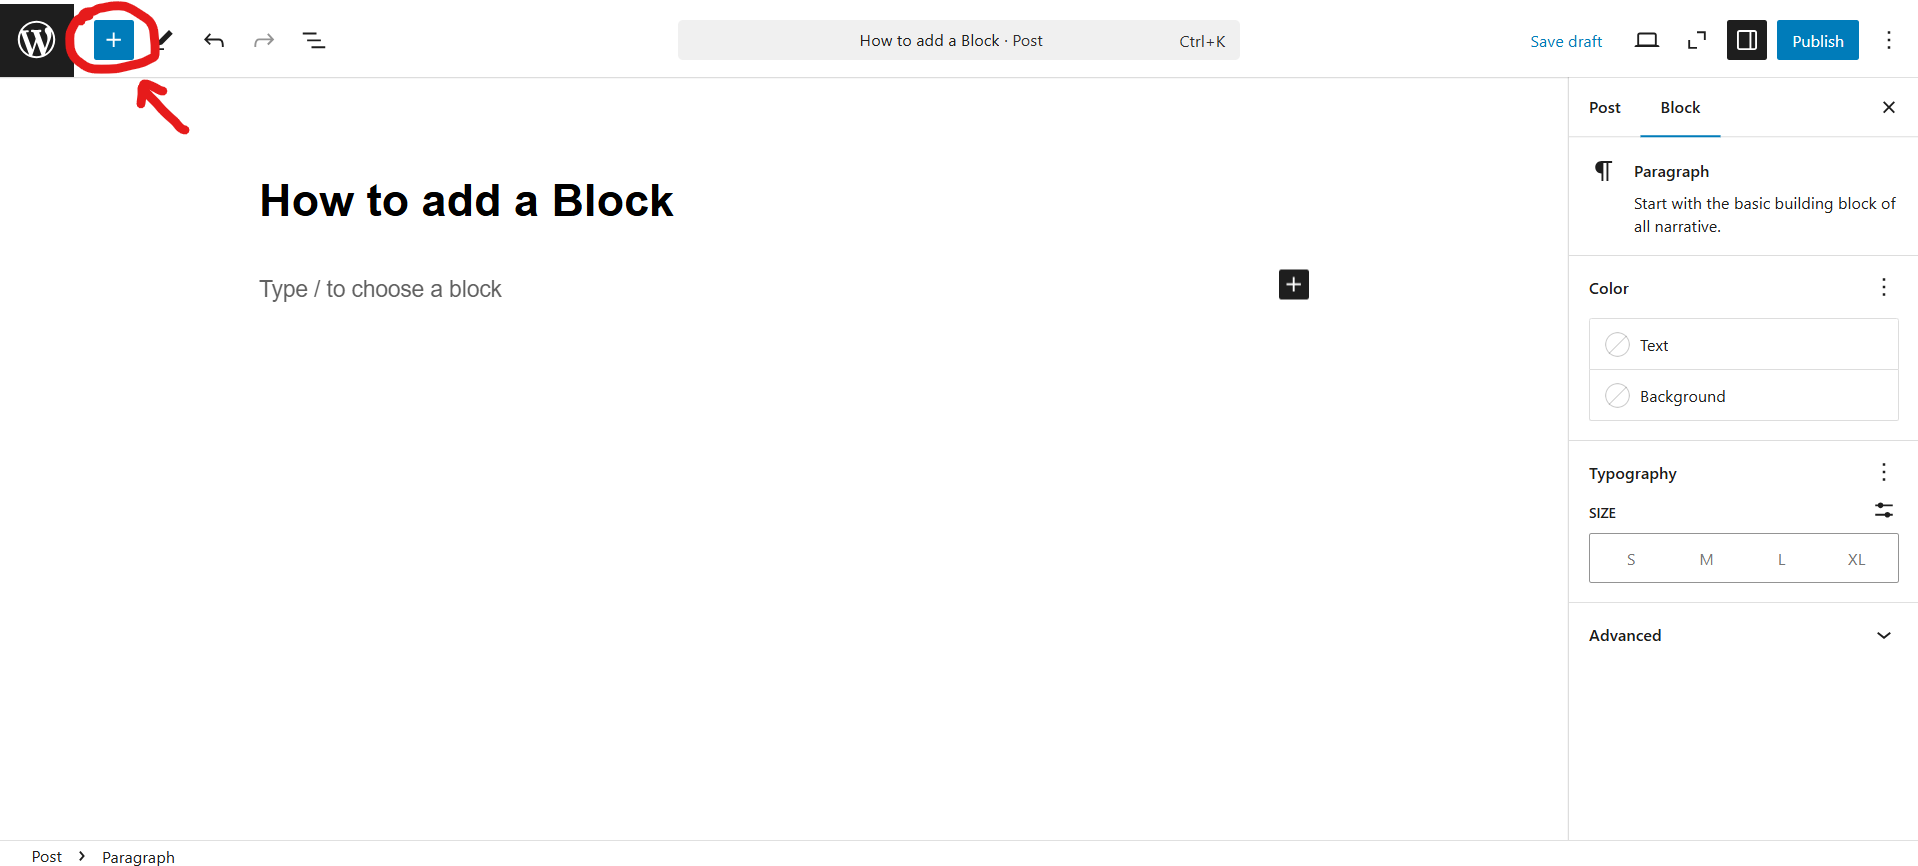 How to add a Block · Post Ctrl+K Save draft Publish
Post Block
How to add a Block
Type / to choose a block
Paragraph
Start with the basic building block of
all narrative.
Color
Text
Background
Typography
SIZE
S M L XL
Advanced
Post Paragraph